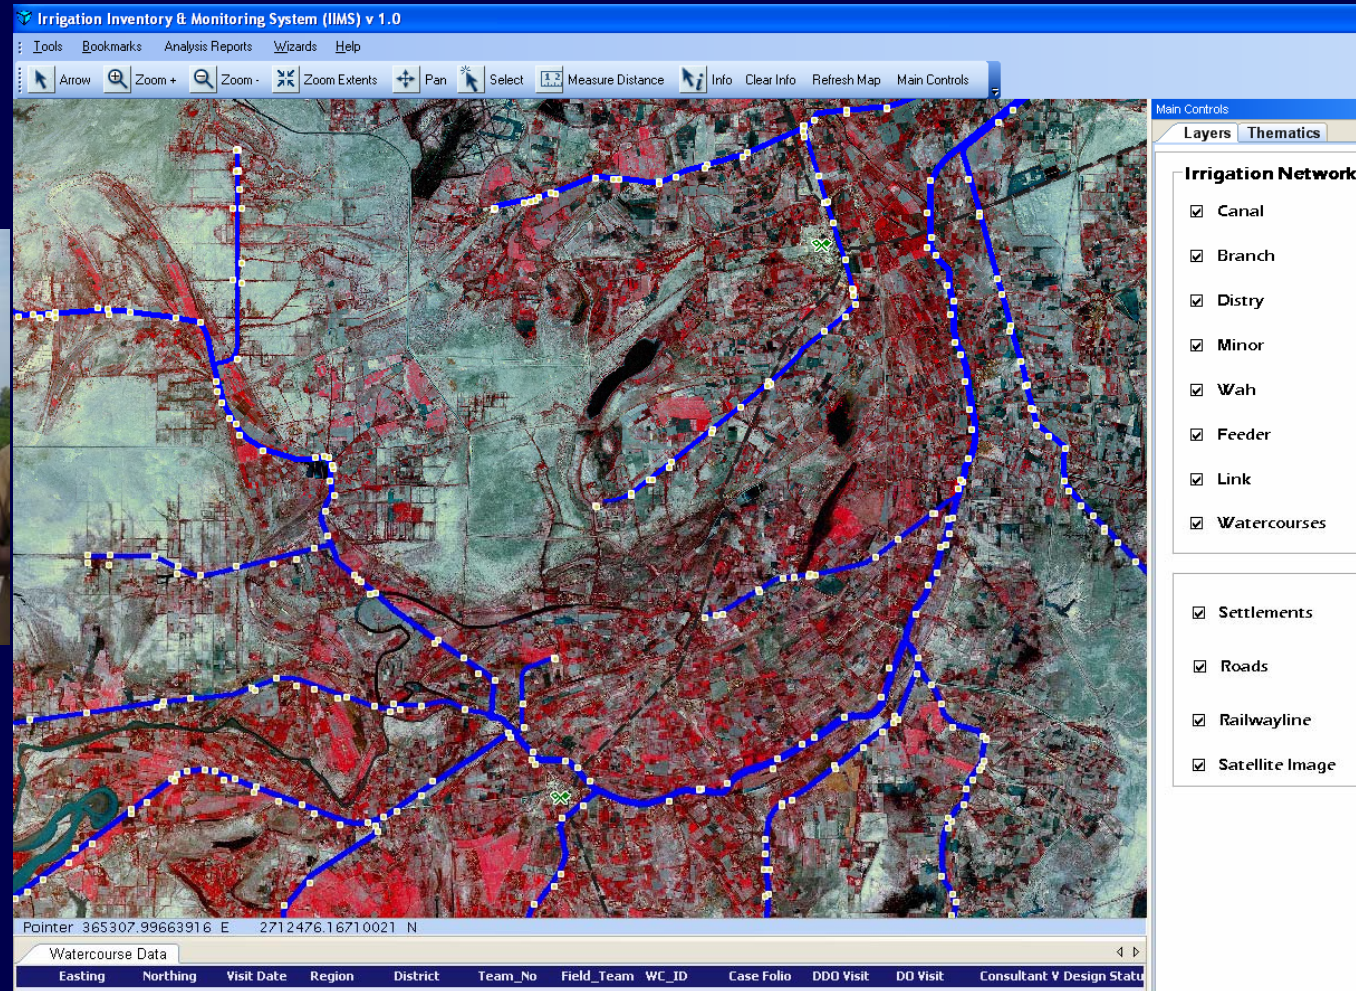 Irrigation Inventory & Monitoring System (IIMS) v 1.0
Tools Bookmarks Analysis Reports Wizards Help
Arrow Zoom + Zoom - Zoom Extents Pan Select Measure Distance Info Clear Info Refresh Map Main Controls
Main Controls
Layers Thematics
Irrigation Network
Canal
Branch
Distry
Minor
Wah
Feeder
Link
Watercourses
Settlements
Roads
Railwayline
Satellite Image
Pointer 365307.99663916 E 2712476.16710021 N
Watercourse Data
Easting Northing Visit Date Region District Team_No Field_Team WC_ID Case Folio DDO Visit DO Visit Consultant V Design Statu